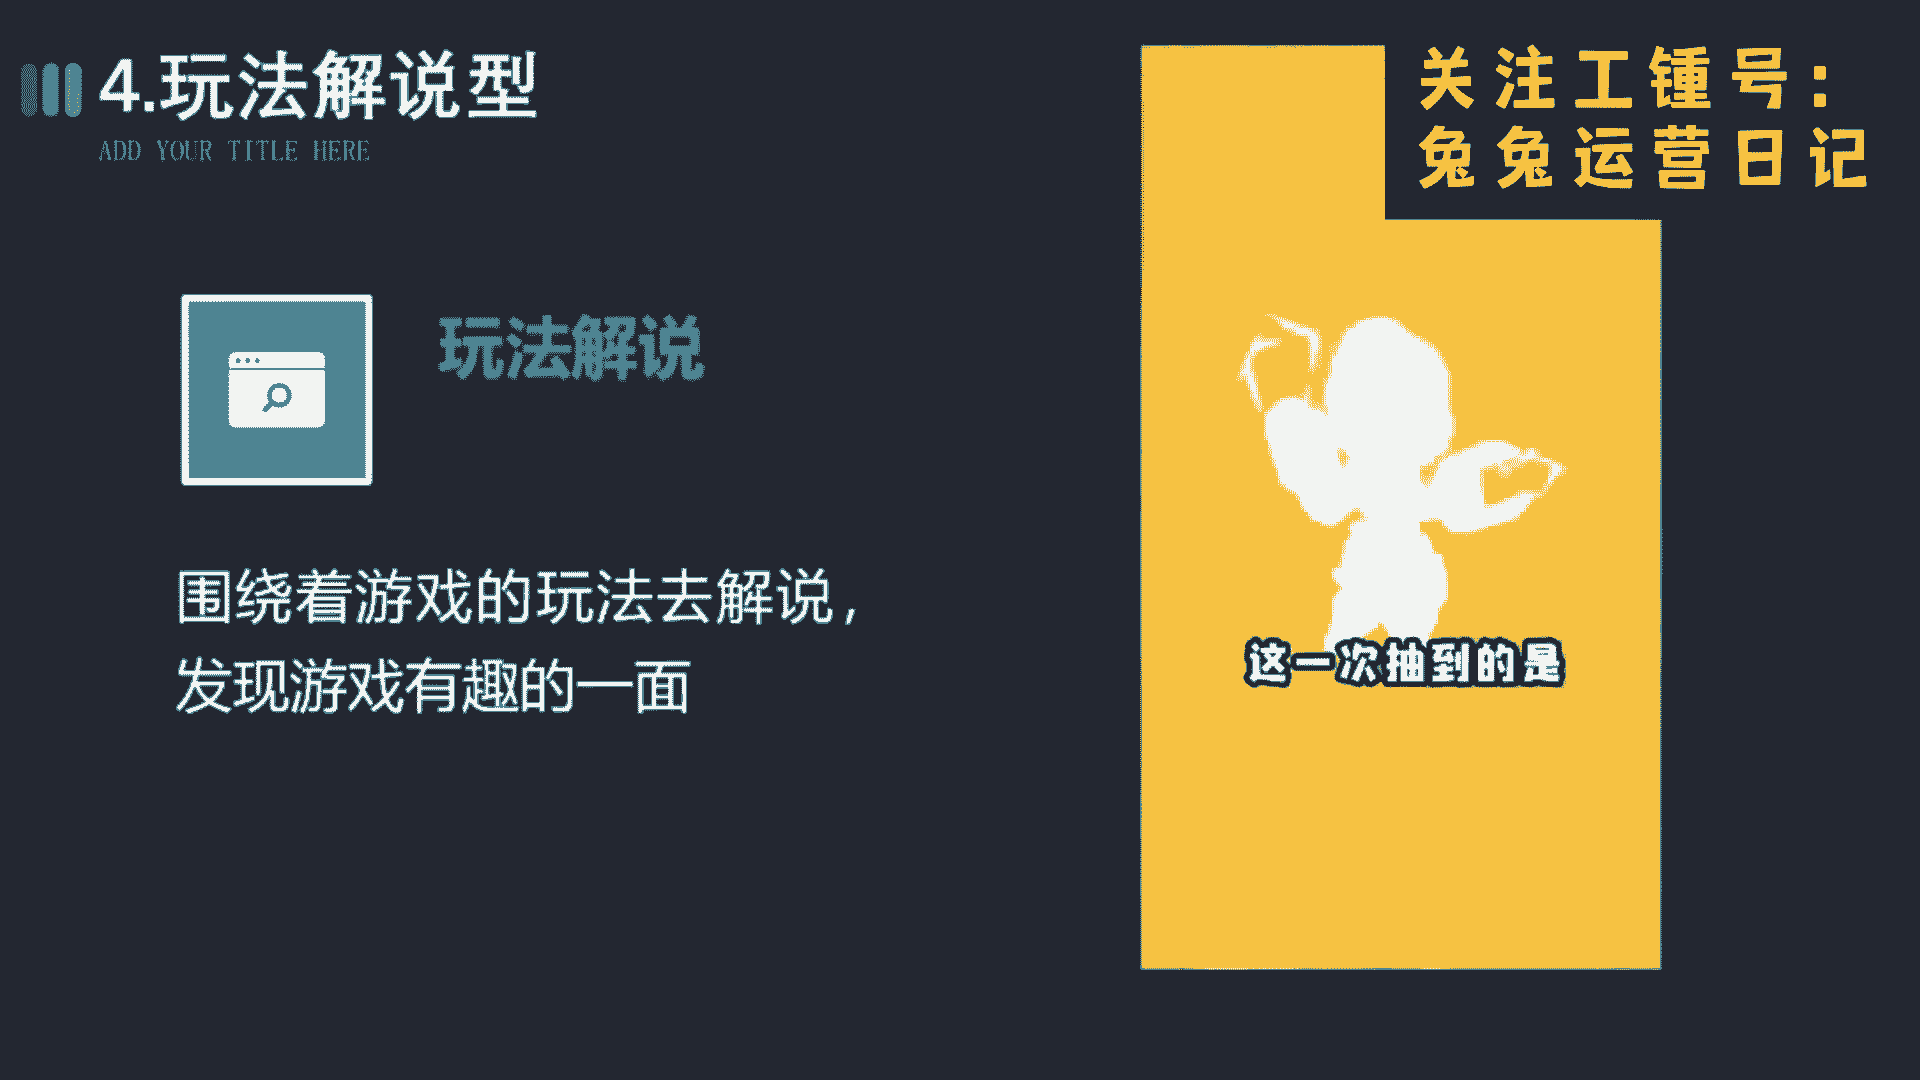 4.玩法解说型
ADD YOUR TITLE HERE
关注工锺号:
兔兔运营日记
玩法解说
围绕着游戏的玩法去解说,
发现游戏有趣的一面
这一次抽到的是